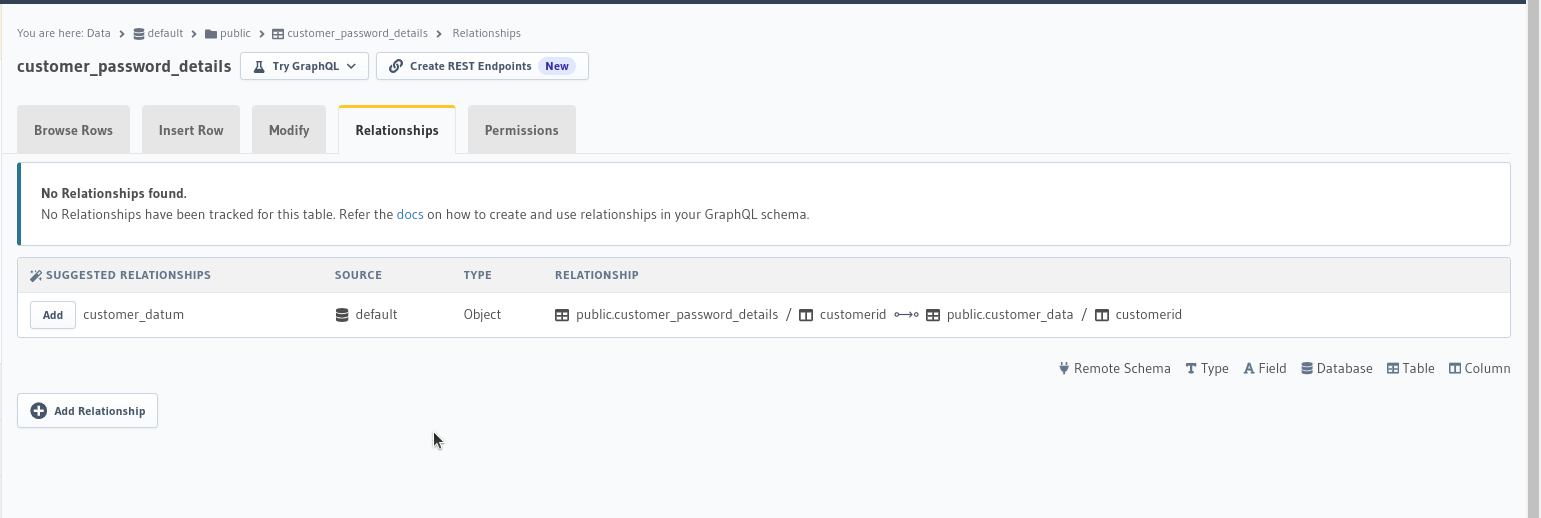 You are here: Data > default > public > customer_password_details > Relationships
customer_password_details Try GraphQL Create REST Endpoints New
Browse Rows Insert Row Modify Relationships Permissions
No Relationships found.
No Relationships have been tracked for this table. Refer the docs on how to create and use relationships in your GraphQL schema.
SUGGESTED RELATIONSHIPS SOURCE TYPE RELATIONSHIP
Add customer_datum default Object public.customer_password_details / customerid public.customer_data / customerid
Remote Schema Type Field Database Table Column
Add Relationship